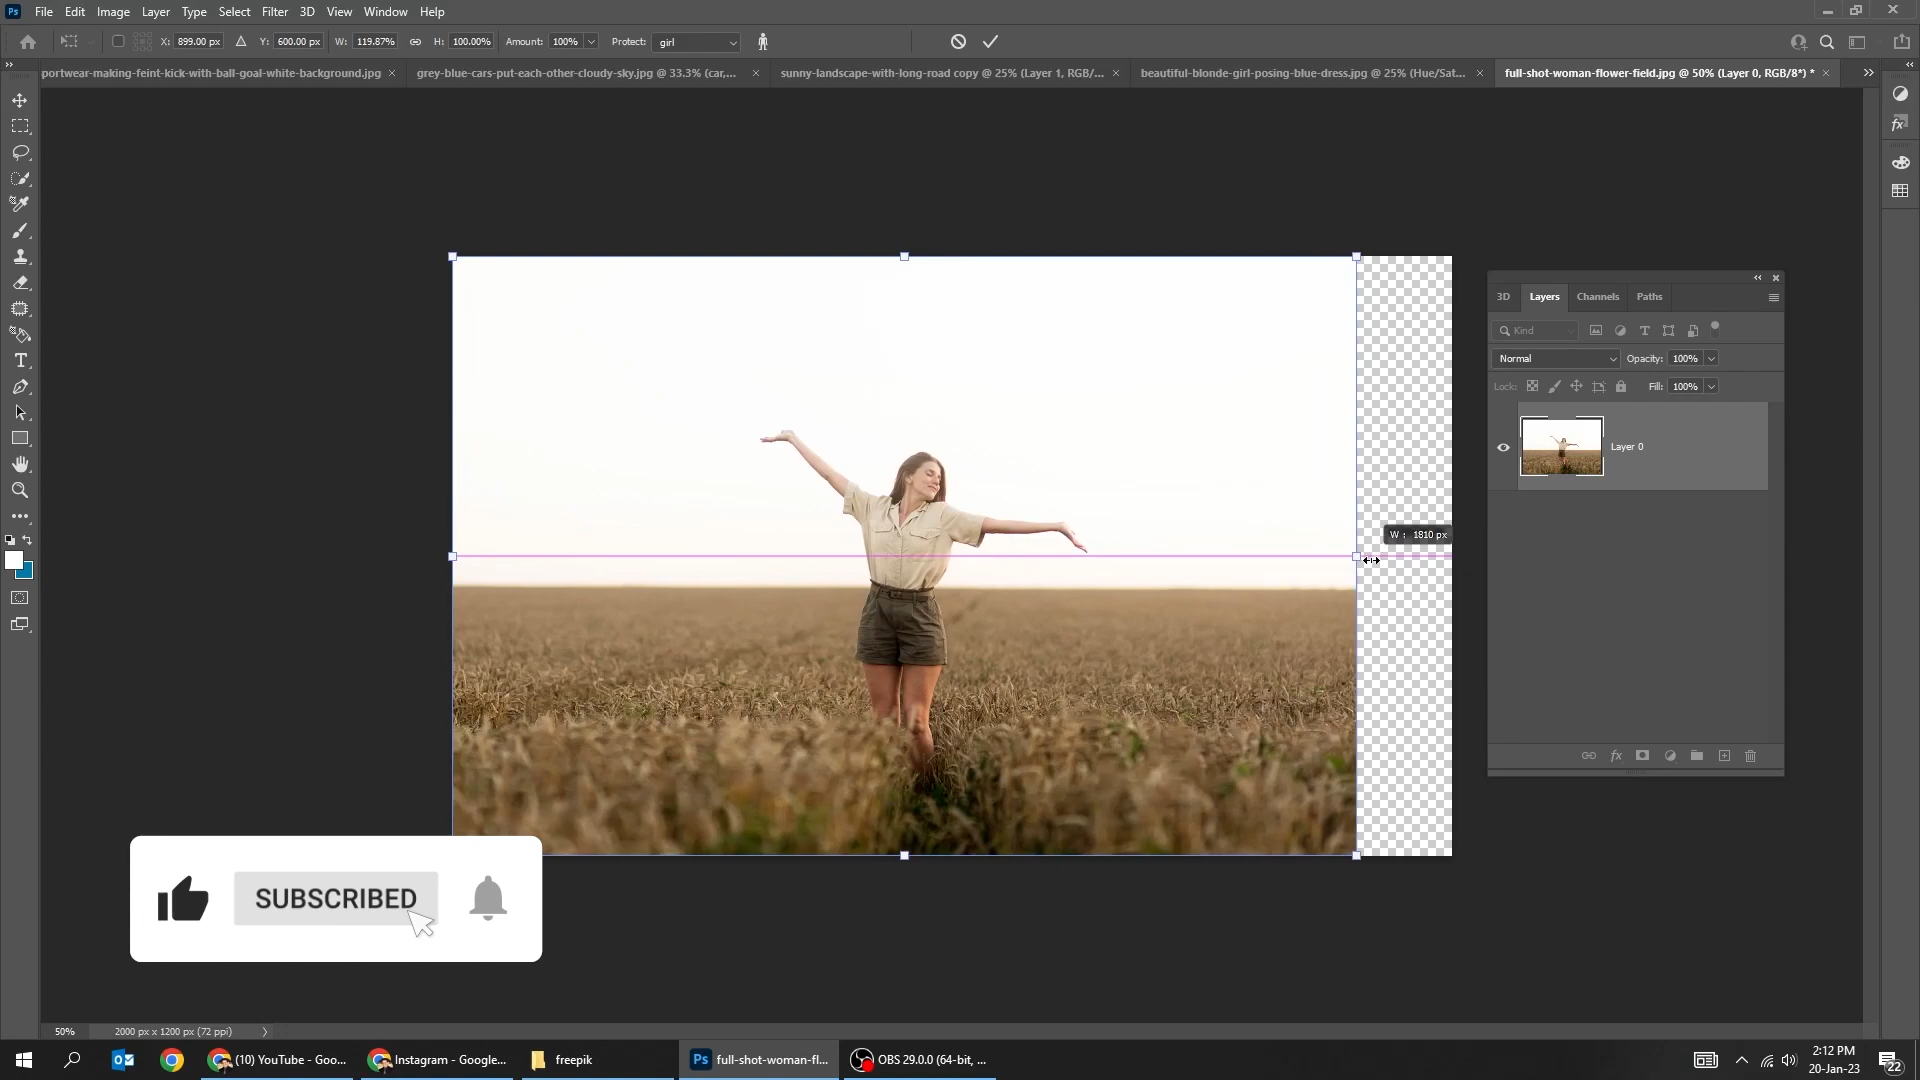 Ps File Edit Image Layer Type Select Filter 3D View Window Help
X: 899.00 px Y: 600.00 px W: 119.87% H: 100.00% Amount: 100% Protect: girl
portwear-making-feint-kick-with-ball-goal-white-background.jpg × grey-blue-cars-put-each-other-cloudy-sky.jpg @ 33.3% (car,... × sunny-landscape-with-long-road copy @ 25% (Layer 1, RGB/... × beautiful-blonde-girl-posing-blue-dress.jpg @ 25% (Hue/Sat... × full-shot-woman-flower-field.jpg @ 50% (Layer 0, RGB/8*) * ×
fx
3D Layers Channels Paths
Kind
Normal Opacity: 100%
Lock: Fill: 100%
Layer 0
W : 1810 px
fx
SUBSCRIBED
50% 2000 px x 1200 px (72 ppi)
(10) YouTube - Goo... Instagram - Google... freepik Ps full-shot-woman-fl... OBS 29.0.0 (64-bit, ...
2:12 PM
20-Jan-23
22